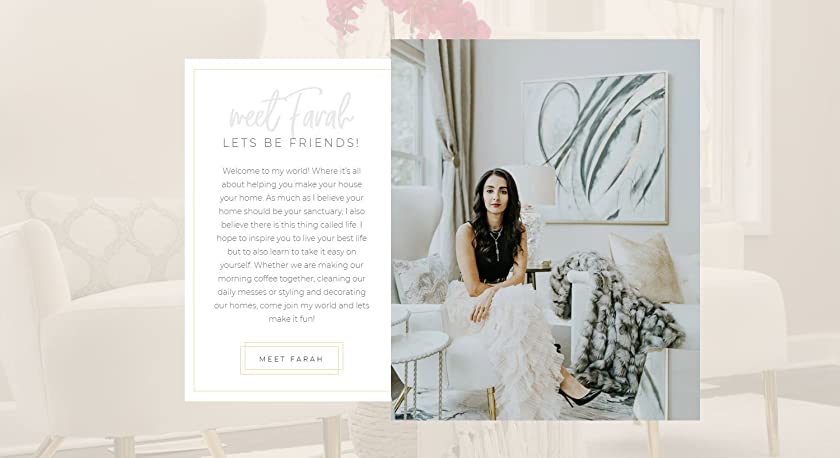 meet Farah
LETS BE FRIENDS!
Welcome to my world! Where it's all
about helping you make your house
your home. As much as I believe your
home should be your sanctuary, I also
believe there is this thing called life. I
hope to inspire you to live your best life
but to also learn to take it easy on
yourself. Whether we are making our
morning coffee together, cleaning our
daily messes or styling and decorating
our homes, come join my world and lets
make it fun!
MEET FARAH